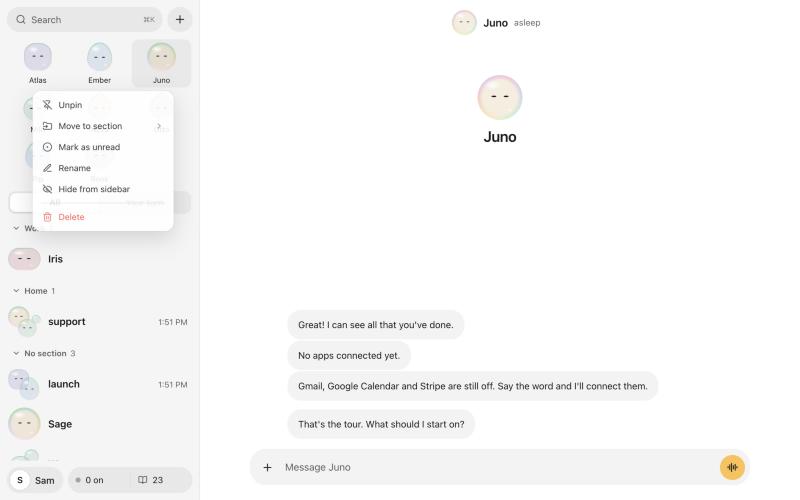 Search ⌘K
Atlas Ember Juno
Unpin
Move to section
Mark as unread
Rename
Hide from sidebar
All
Delete
Iris
Home 1
support 1:51 PM
No section 3
launch 1:51 PM
Sage
S Sam 0 on 23
Juno asleep
Juno
Great! I can see all that you've done.
No apps connected yet.
Gmail, Google Calendar and Stripe are still off. Say the word and I'll connect them.
That's the tour. What should I start on?
Message Juno